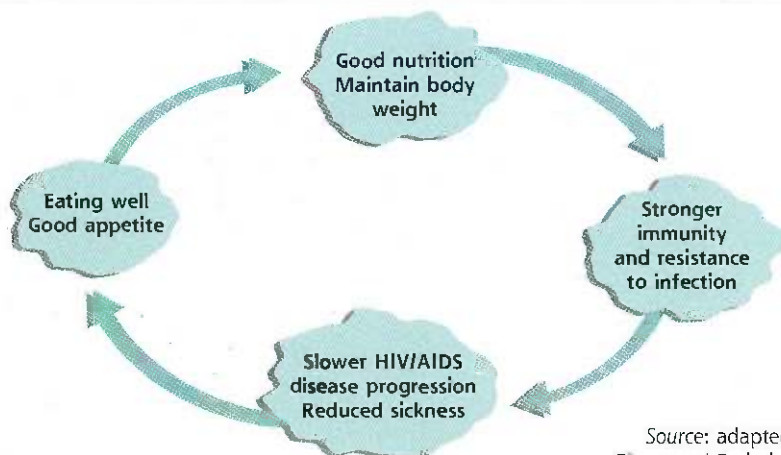 Good nutrition
Maintain body
weight
Eating well
Good appetite
Stronger
immunity
and resistance
to infection
Slower HIV/AIDS
disease progression
Reduced sickness
Source: adapte